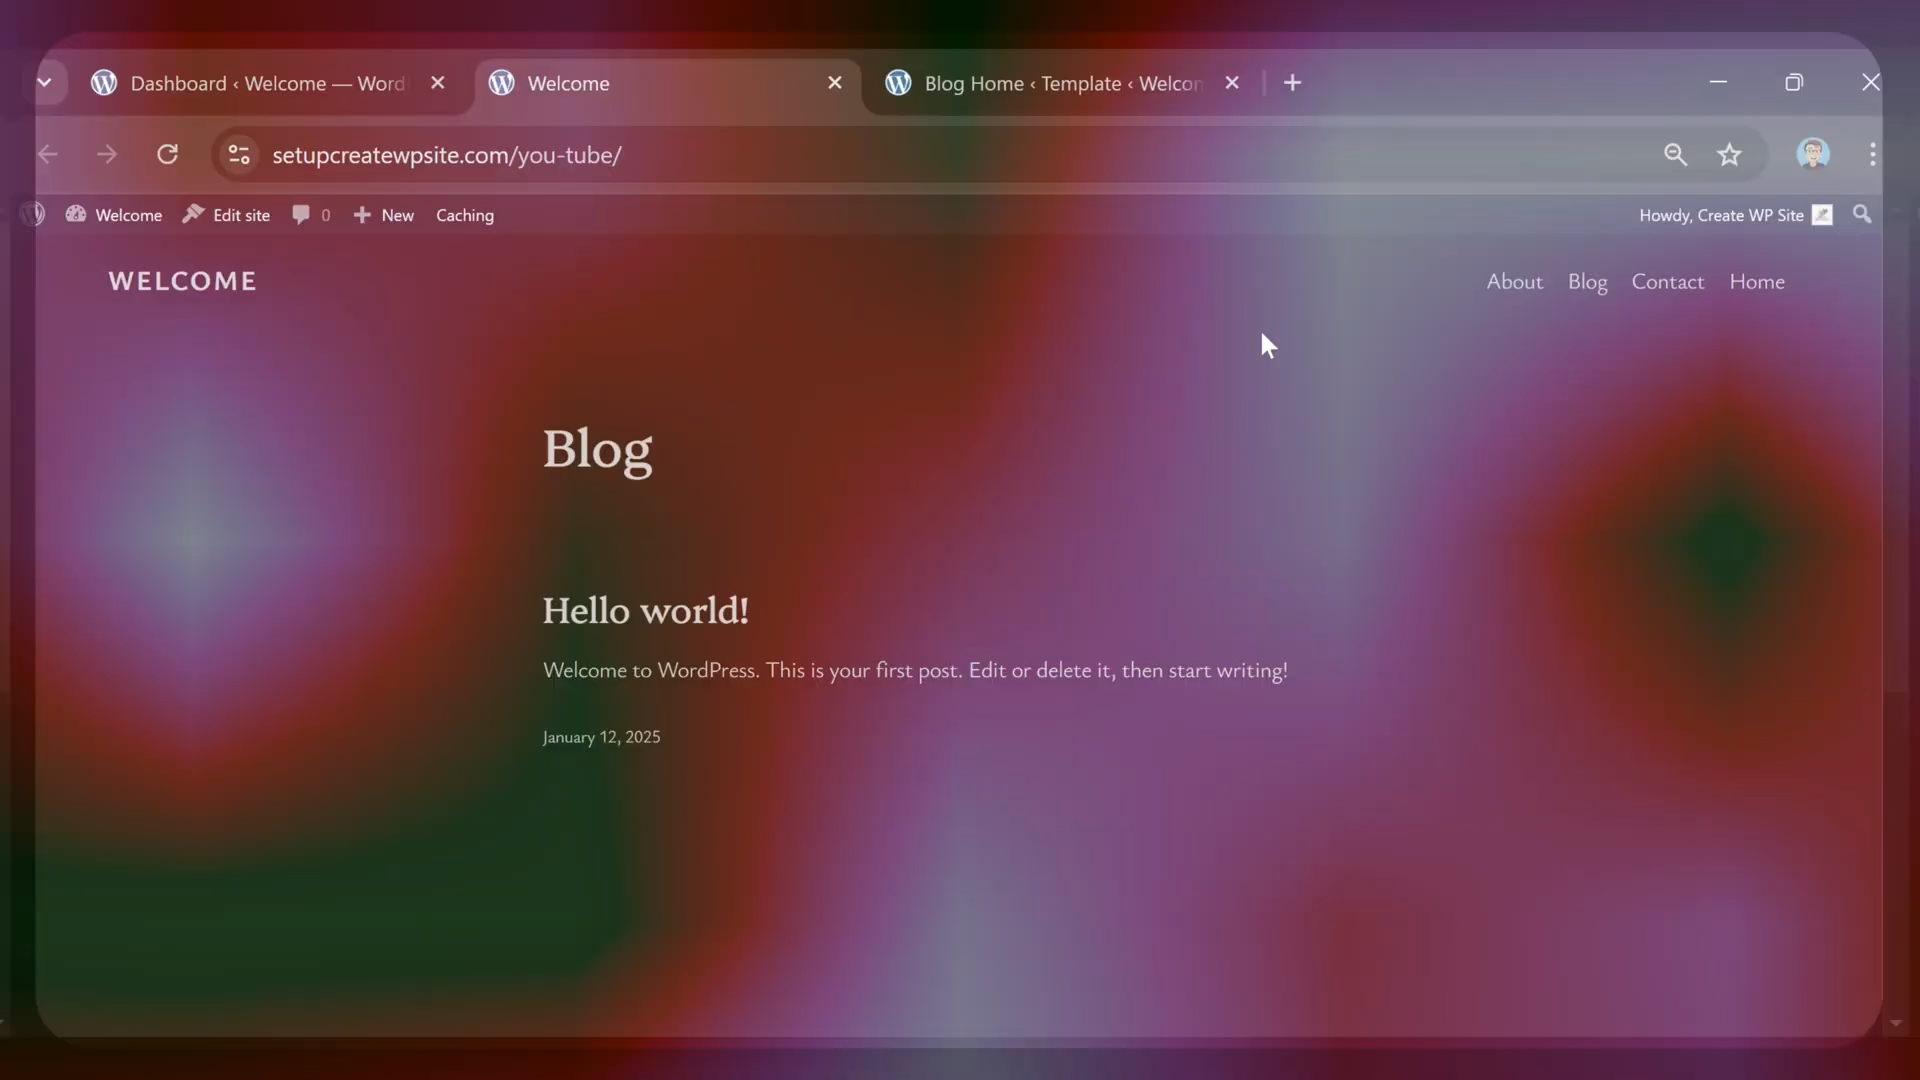 Dashboard ‹ Welcome — Word
Welcome
Blog Home ‹ Template ‹ Welcon
setupcreatewpsite.com/you-tube/
Welcome
Edit site
0
New
Caching
Howdy, Create WP Site
WELCOME
About
Blog
Contact
Home
Blog
Hello world!
Welcome to WordPress. This is your first post. Edit or delete it, then start writing!
January 12, 2025